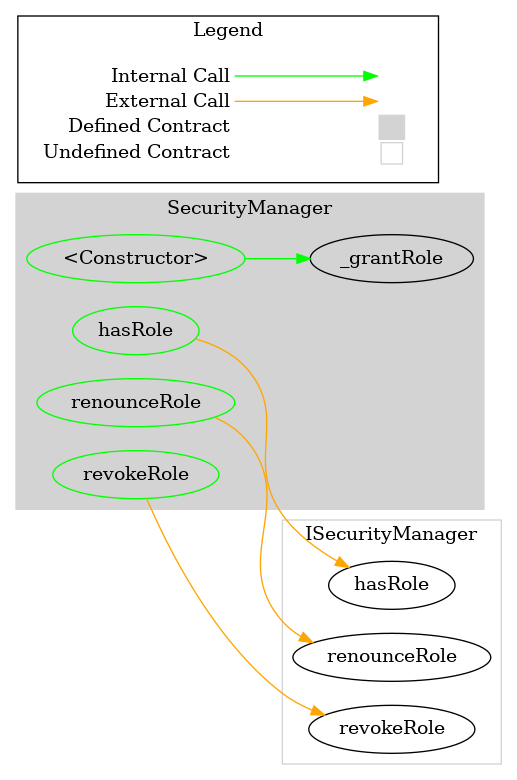 Legend
Internal Call
External Call
Defined Contract
Undefined Contract
SecurityManager
<Constructor>
_grantRole
hasRole
renounceRole
revokeRole
ISecurityManager
hasRole
renounceRole
revokeRole